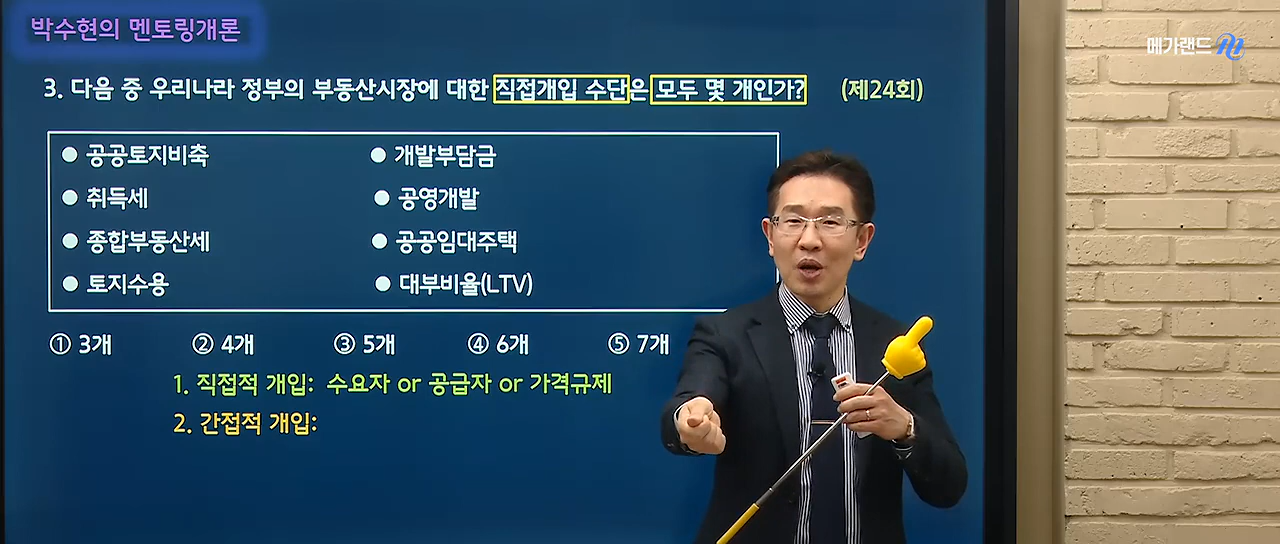 박수현의 멘토링개론
메가랜드
3. 다음 중 우리나라 정부의 부동산시장에 대한 직접개입 수단은 모두 몇 개인가? (제24회)
● 공공토지비축 ● 개발부담금
● 취득세 ● 공영개발
● 종합부동산세 ● 공공임대주택
● 토지수용 ● 대부비율(LTV)
① 3개 ② 4개 ③ 5개 ④ 6개 ⑤ 7개
1. 직접적 개입: 수요자 or 공급자 or 가격규제
2. 간접적 개입: